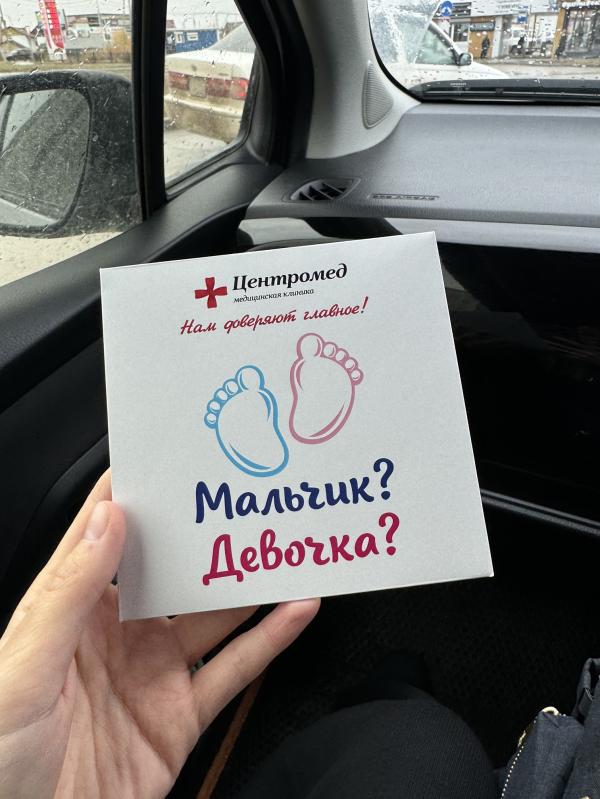 Центромед
медицинская клиника
Нам доверяют главное!
Мальчик?
Девочка?